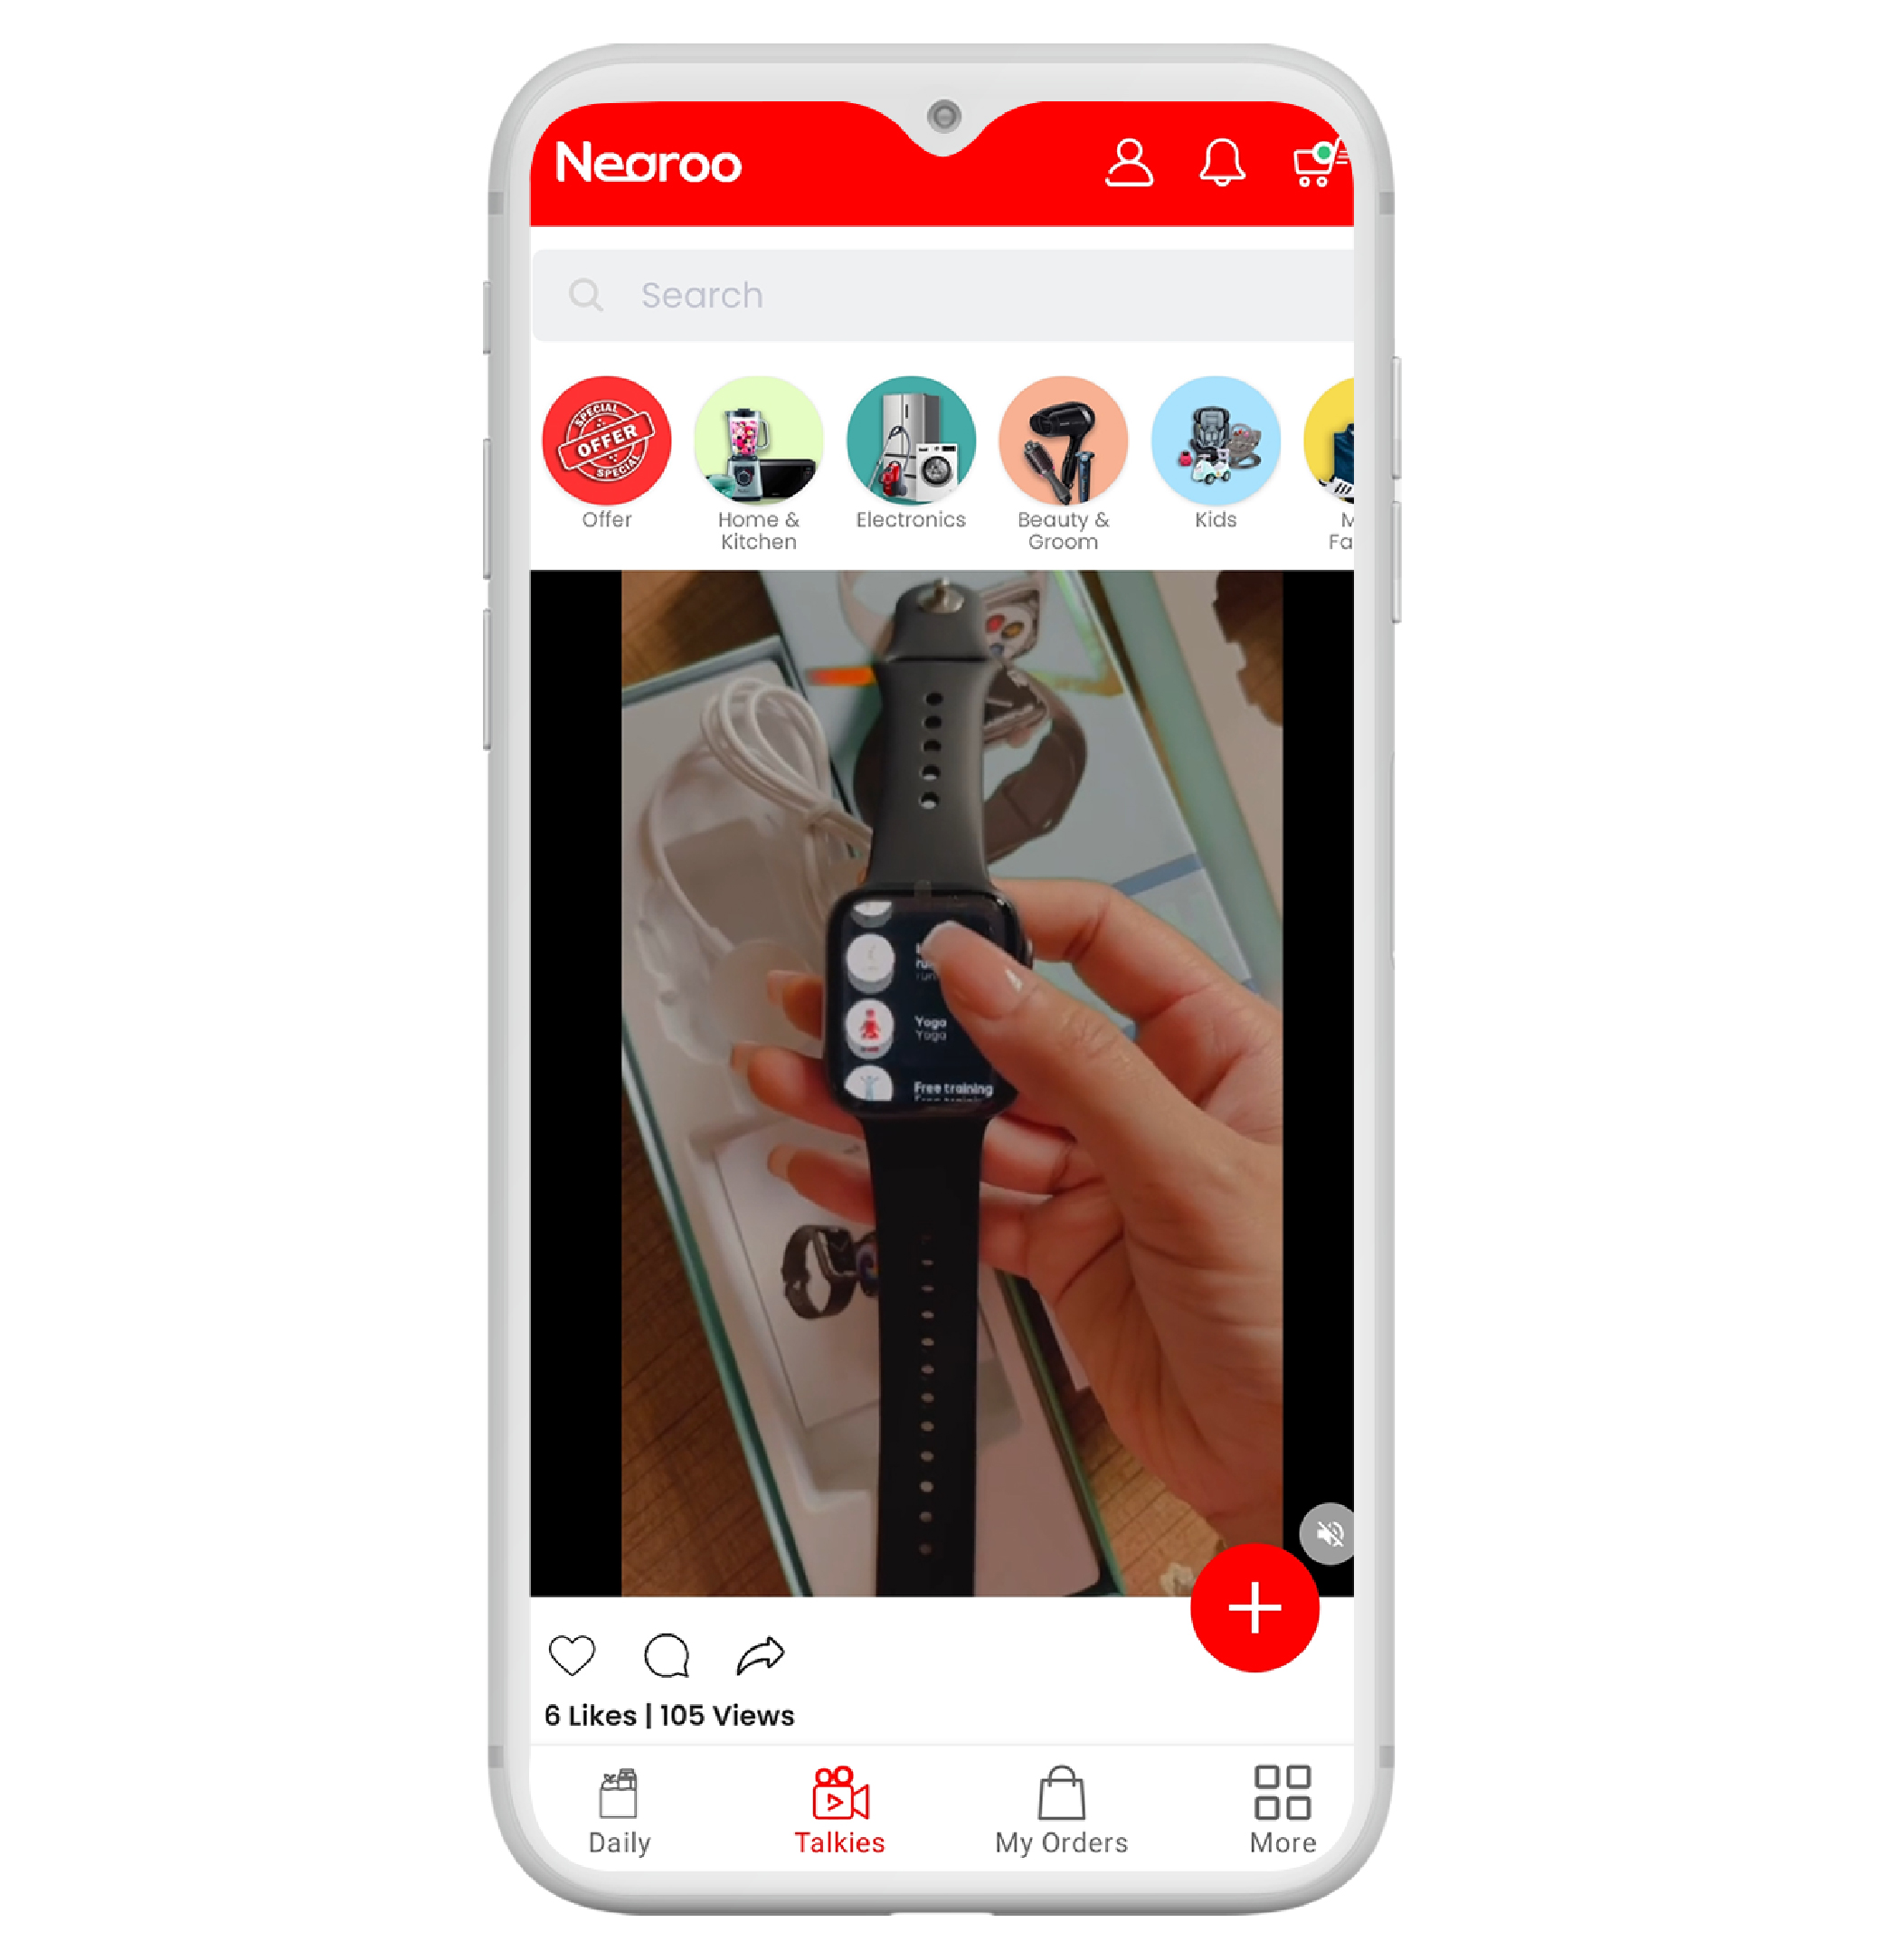 Nearoo
Search
SPECIAL
OFFER
SPECIAL
Offer
Home &
Kitchen
Electronics
Beauty &
Groom
Kids
M
Fa
Yoga
Yoga
Free training
6 Likes | 105 Views
Daily
Talkies
My Orders
More